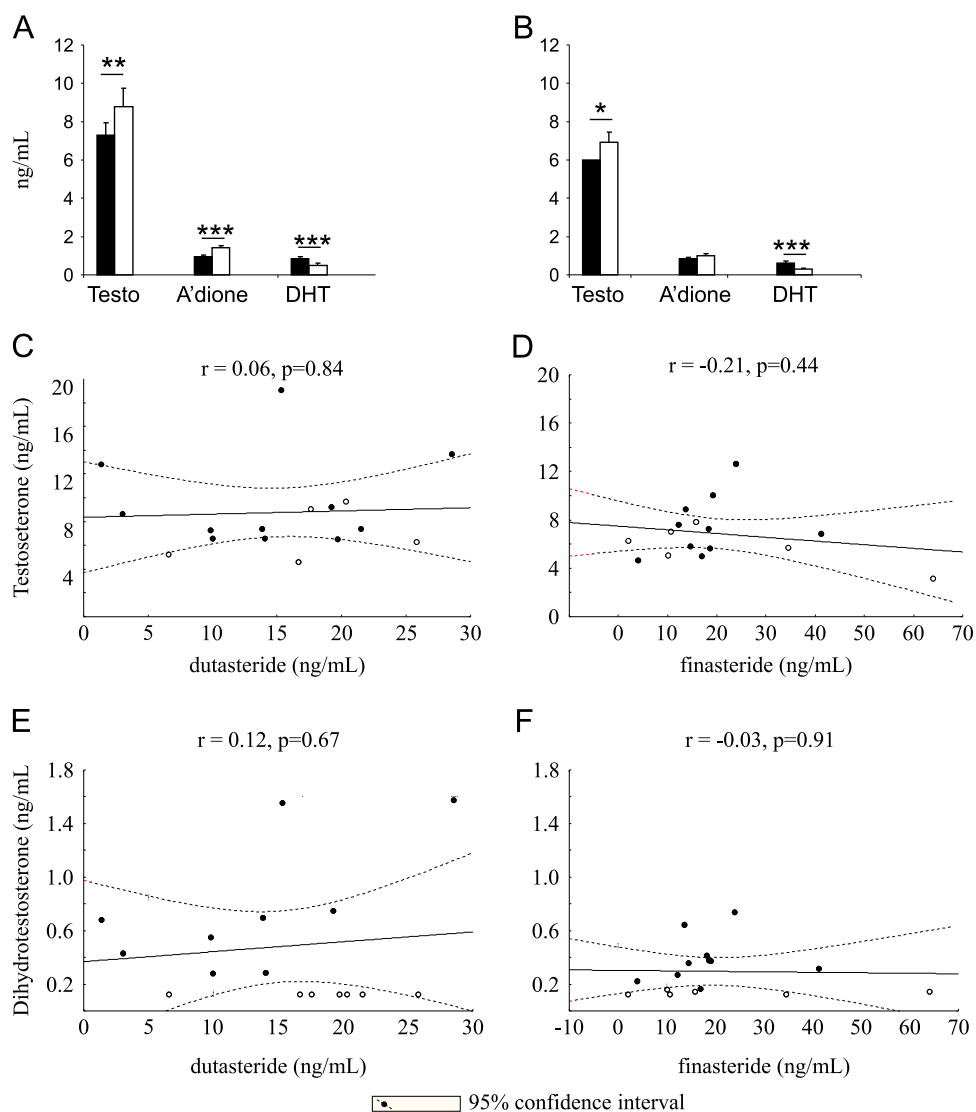 A
B
12
10
8
6
4
2
0
ng/mL
**
***
***
Testo
A'dione
DHT
12
10
8
6
4
2
0
*
***
Testo
A'dione
DHT
C
D
r = 0.06, p=0.84
r = -0.21, p=0.44
Testoseterone (ng/mL)
20
16
12
8
4
0
5
10
15
20
25
30
dutasteride (ng/mL)
20
16
12
8
4
0
0
10
20
30
40
50
60
70
finasteride (ng/mL)
E
F
r = 0.12, p=0.67
r = -0.03, p=0.91
Dihydrotestosterone (ng/mL
1.8
1.4
1.0
0.6
0.2
0
5
10
15
20
25
30
dutasteride (ng/mL)
1.8
1.4
1.0
0.6
0.2
-10
0
10
20
30
40
50
60
70
finasteride (ng/mL)
95% confidence interval